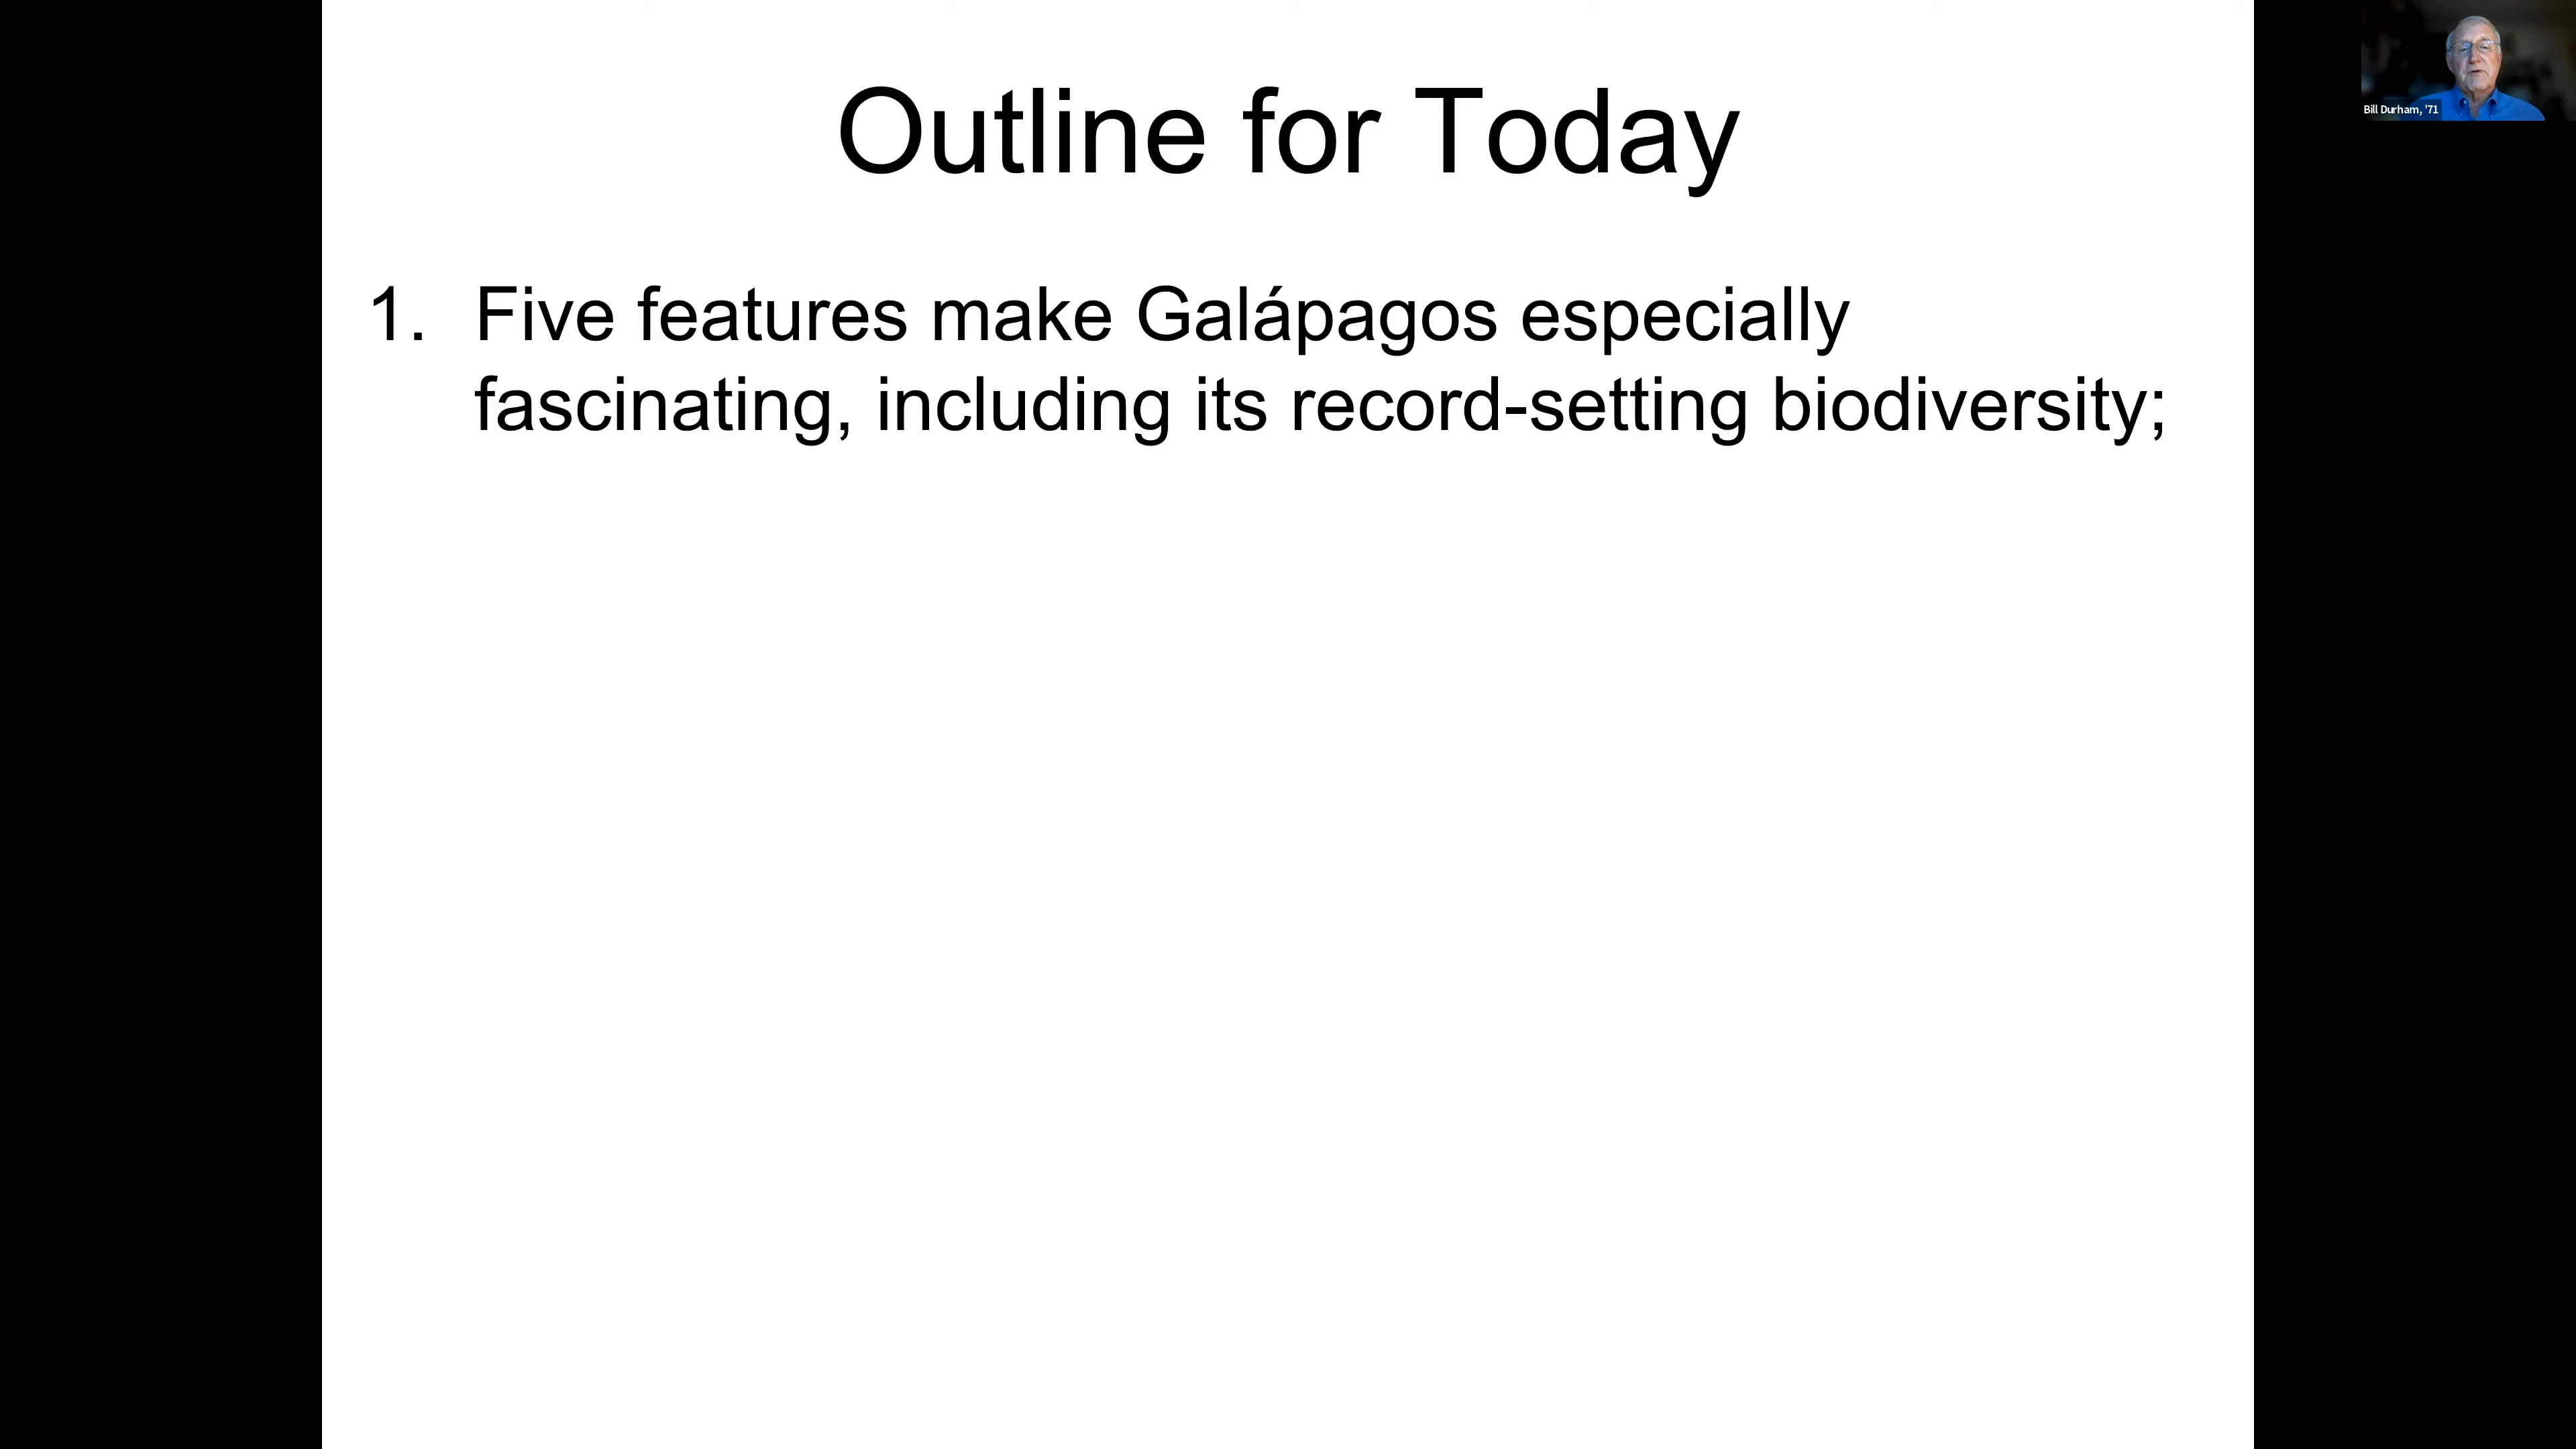 Outline for Today
Bill Durham, '71
1. Five features make Galápagos especially
fascinating, including its record-setting biodiversity;